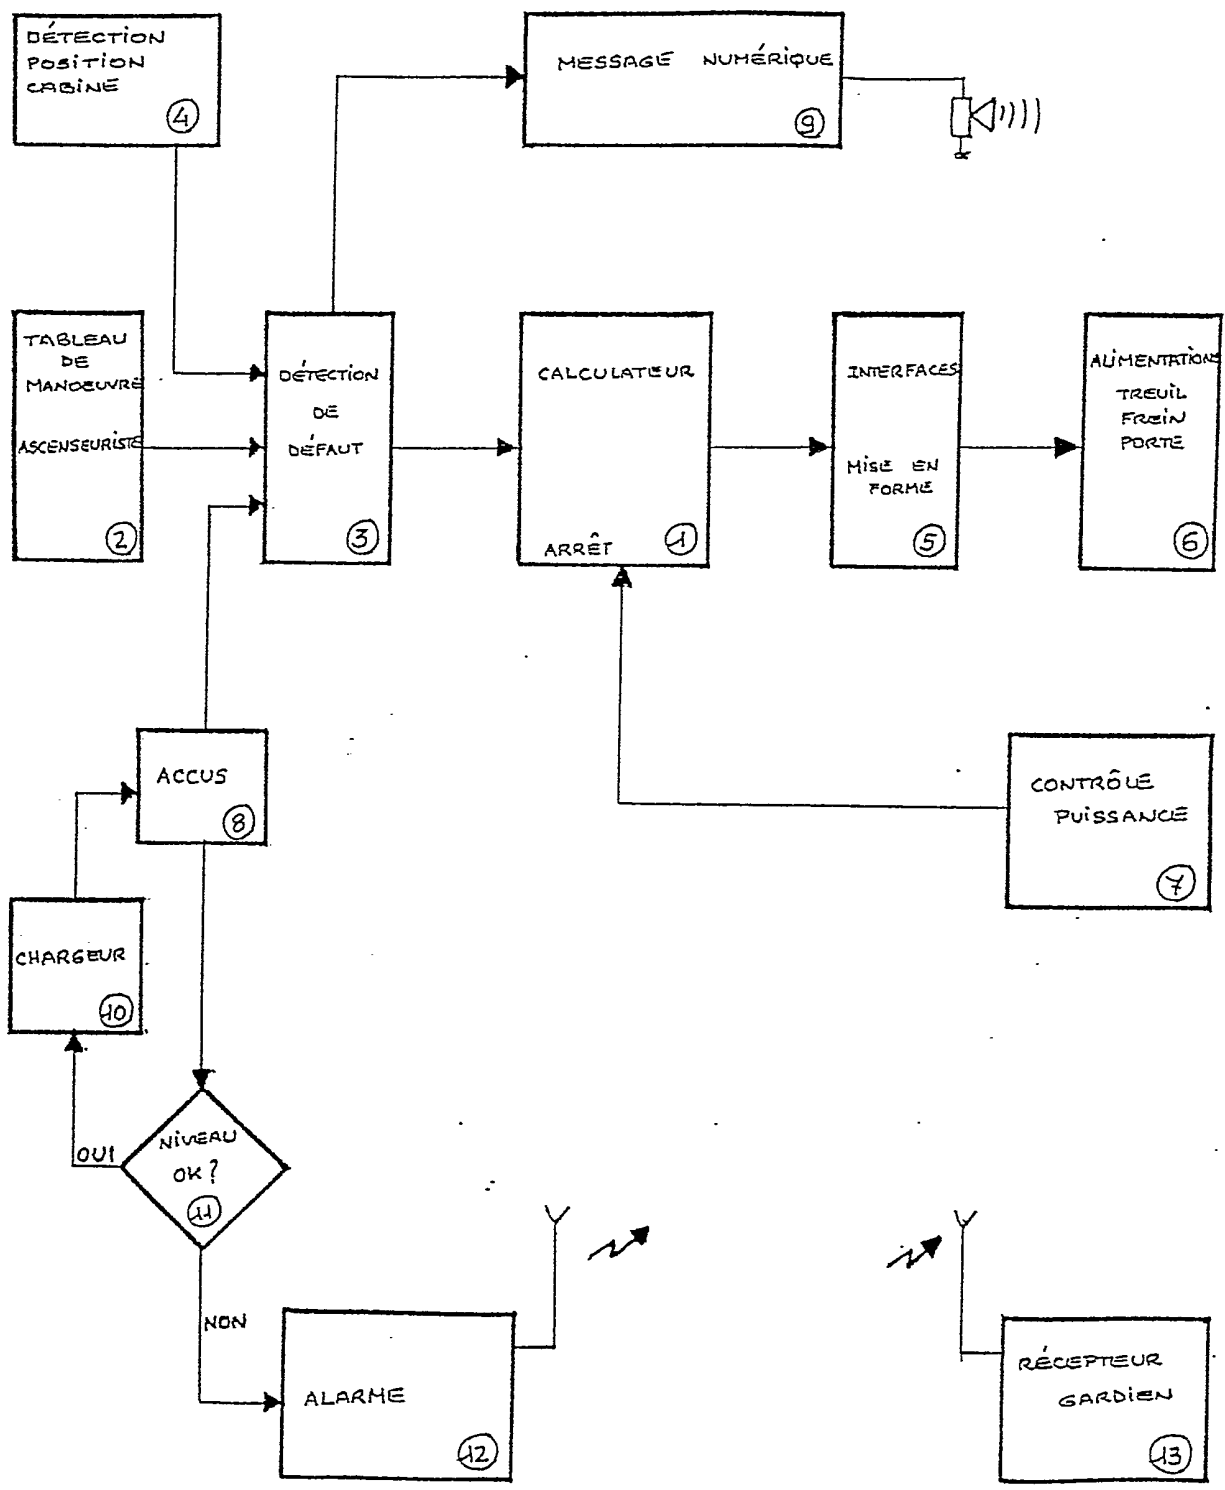 DÉTECTION
POSITION
CABINE
4
MESSAGE NUMÉRIQUE
9
TABLEAU
DE
MANOEUVRE
ASCENSEURISTE
2
DÉTECTION
DE
DÉFAUT
3
CALCULATEUR
ARRÊT
1
INTERFACES
MISE EN
FORME
5
ALIMENTATIONS
TREUIL
FREIN
PORTE
6
ACCUS
8
CONTRÔLE
PUISSANCE
7
CHARGEUR
10
OUI
NIVEAU
OK?
11
NON
ALARME
12
RÉCEPTEUR
GARDIEN
13